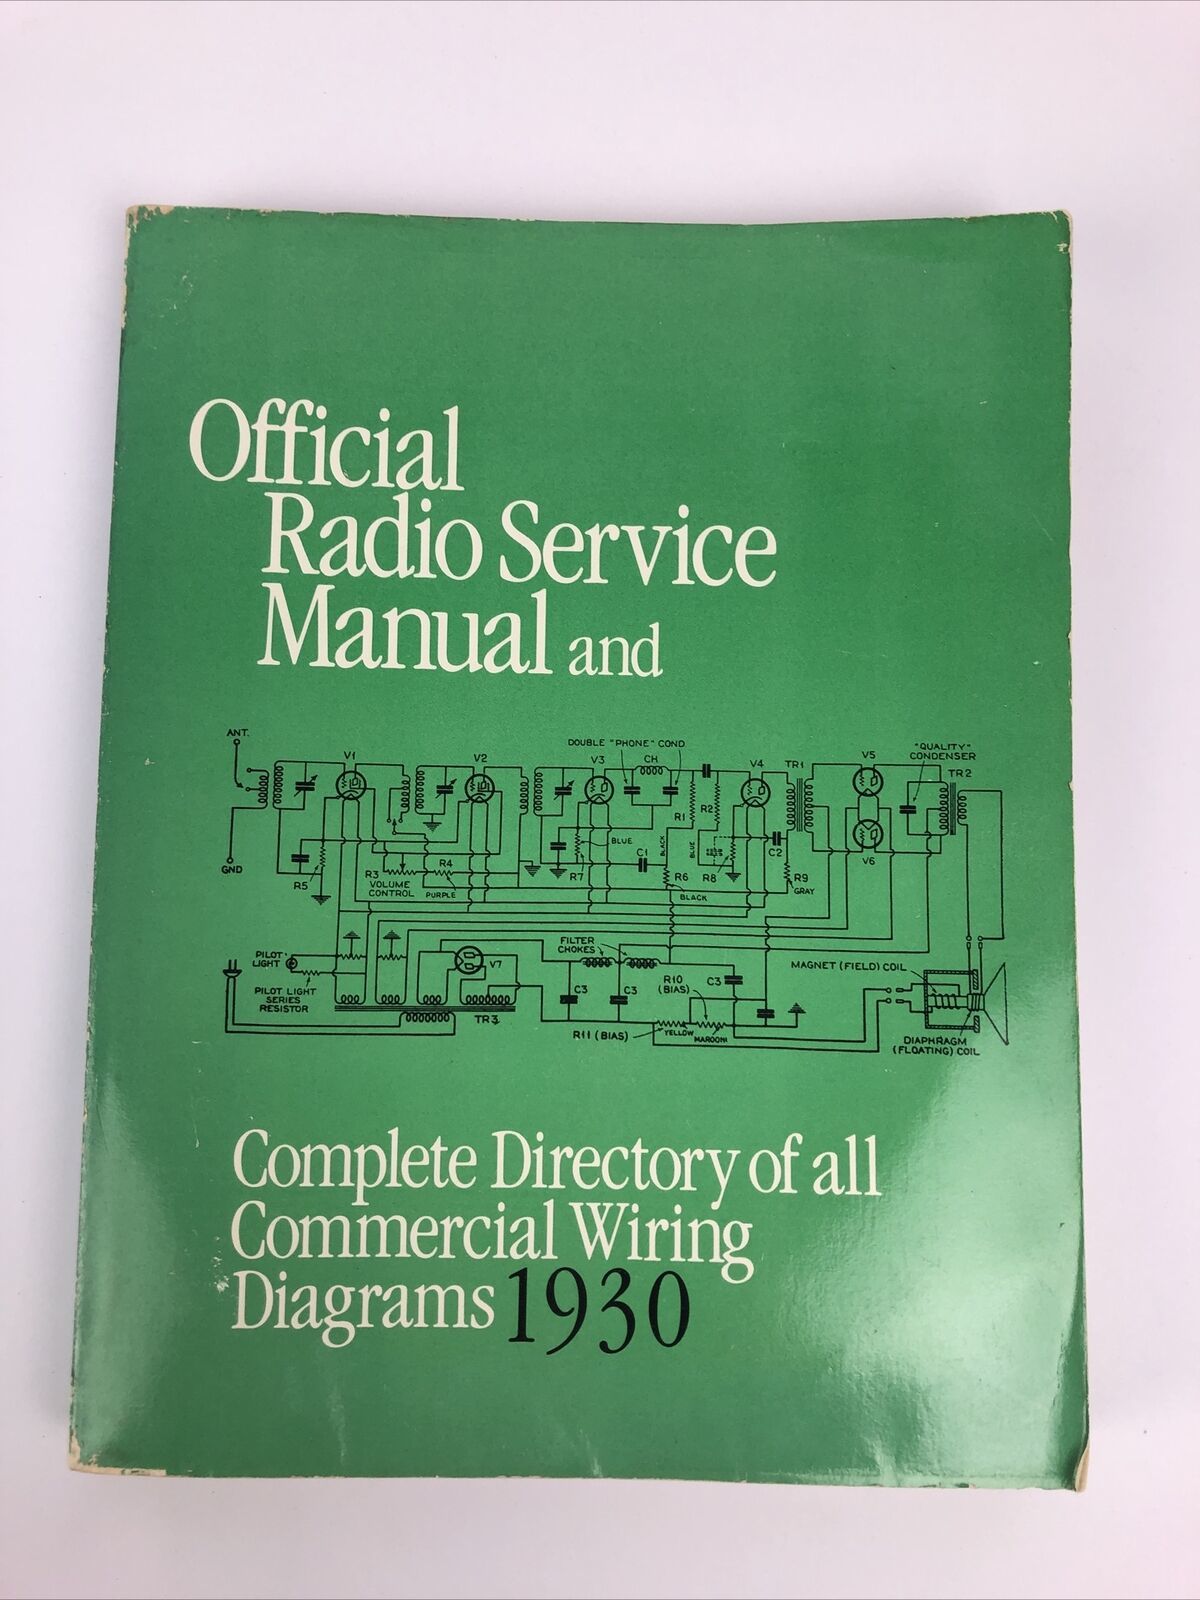 Official
Radio Service
Manual and
ANT.
GND
V1
V2
DOUBLE "PHONE" COND
V3
CH
V4
TR1
V5
"QUALITY"
CONDENSER
TR2
V6
R1
R2
BLUE
BLACK
BLUE
C1
C2
R5
R3
VOLUME
CONTROL
R4
PURPLE
R7
R6
BLACK
R8
R9
GRAY
PILOT
LIGHT
PILOT LIGHT
SERIES
RESISTOR
V7
TR3
FILTER
CHOKES
C3
C3
R10
(BIAS)
C3
R11 (BIAS)
YELLOW
MAROON
MAGNET (FIELD) COIL
DIAPHRAGM
(FLOATING) COIL
Complete Directory of all
Commercial Wiring
Diagrams 1930